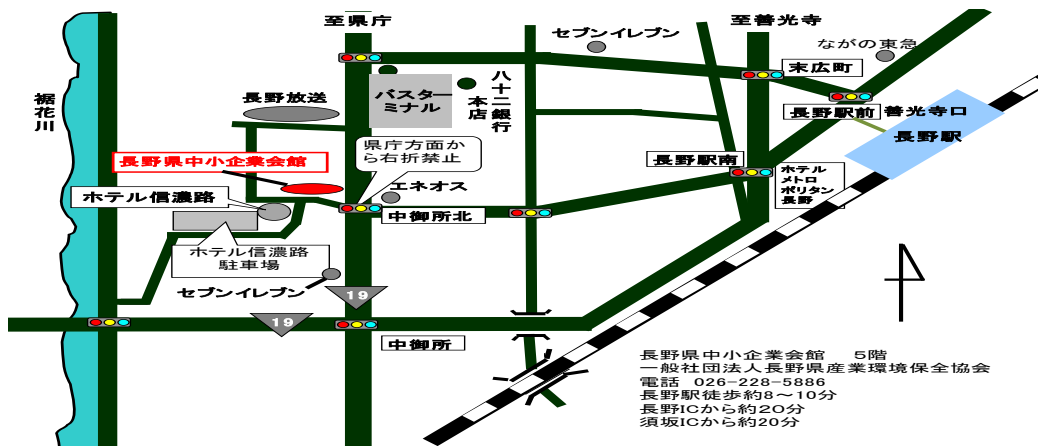 至県庁
至善光寺
セブンイレブン
ながの東急
末広町
裾花川
長野放送
バスター
ミナル
八十二銀行
本店
長野駅前
善光寺口
長野駅
県庁方面か
ら右折禁止
長野県中小企業会館
長野駅南
ホテル
メトロ
ポリタン
長野
ホテル信濃路
エネオス
中御所北
ホテル信濃路
駐車場
セブンイレブン
19
19
中御所
長野県中小企業会館 5階
一般社団法人長野県産業環境保全協会
電話 026-228-5886
長野駅徒歩約8~10分
長野ICから約20分
須坂ICから約20分